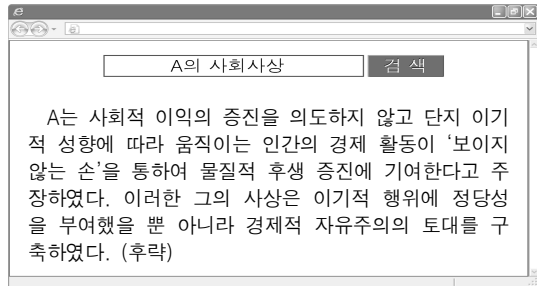 A의 사회사상
검 색
A는 사회적 이익의 증진을 의도하지 않고 단지 이기
적 성향에 따라 움직이는 인간의 경제 활동이 ‘보이지
않는 손’을 통하여 물질적 후생 증진에 기여한다고 주
장하였다. 이러한 그의 사상은 이기적 행위에 정당성
을 부여했을 뿐 아니라 경제적 자유주의의 토대를 구
축하였다. (후략)